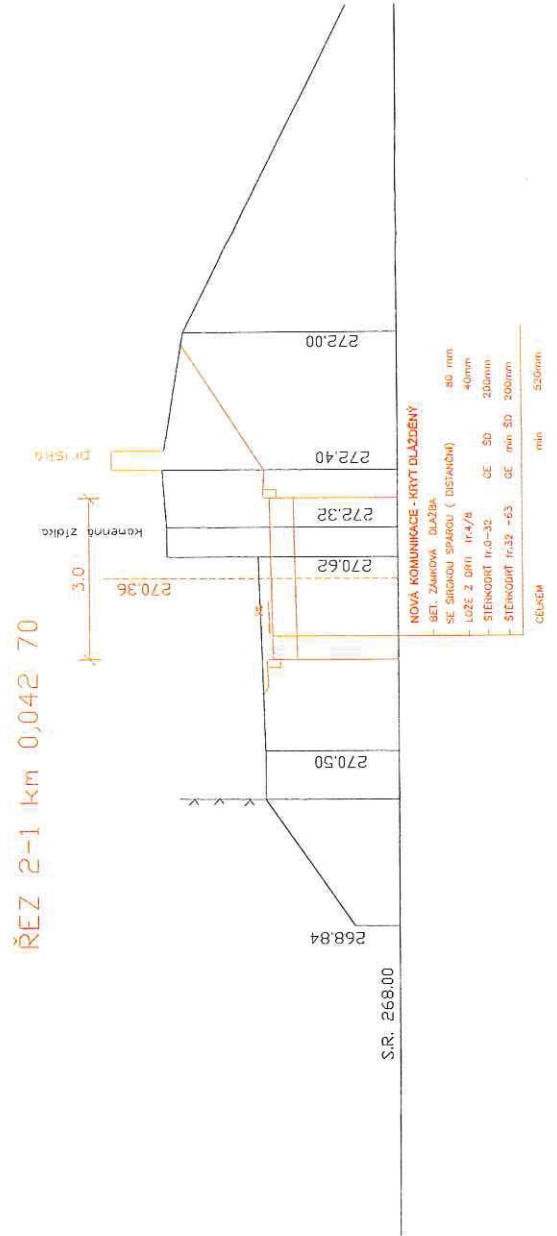 ŘEZ 2-1 km 0,042 70
3.0
270.36
kamenná zídka
přísko
268.84
270.50
270.62
272.32
272.40
272.00
S.R. 268.00
NOVÁ KOMUNIKACE - KRYT DLÁŽDĚNÝ
BET. ZÁMKOVÁ DLAŽBA
SE ŠIROKOU SPÁROU ( DISTANČNÍ) 80 mm
LOŽE Z DRTI fr.4/8 40mm
ŠTĚRKODRŤ fr.0-32 GE ŠD 200mm
ŠTĚRKODRŤ fr.32 -63 GE min ŠD 200mm
CELKEM min 520mm